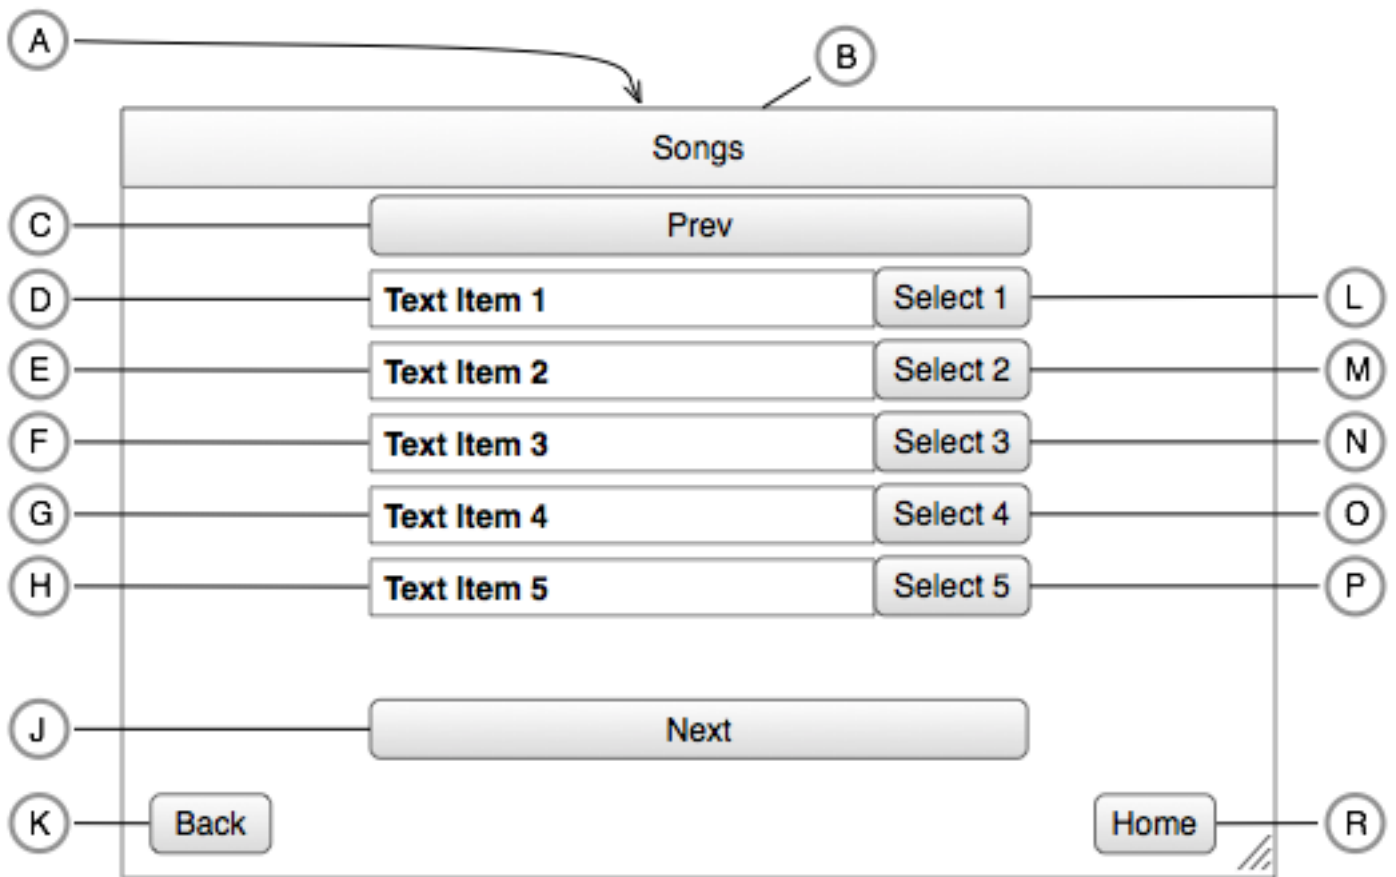 A
B
Songs
C Prev
D Text Item 1 Select 1 L
E Text Item 2 Select 2 M
F Text Item 3 Select 3 N
G Text Item 4 Select 4 O
H Text Item 5 Select 5 P
J Next
K Back Home R